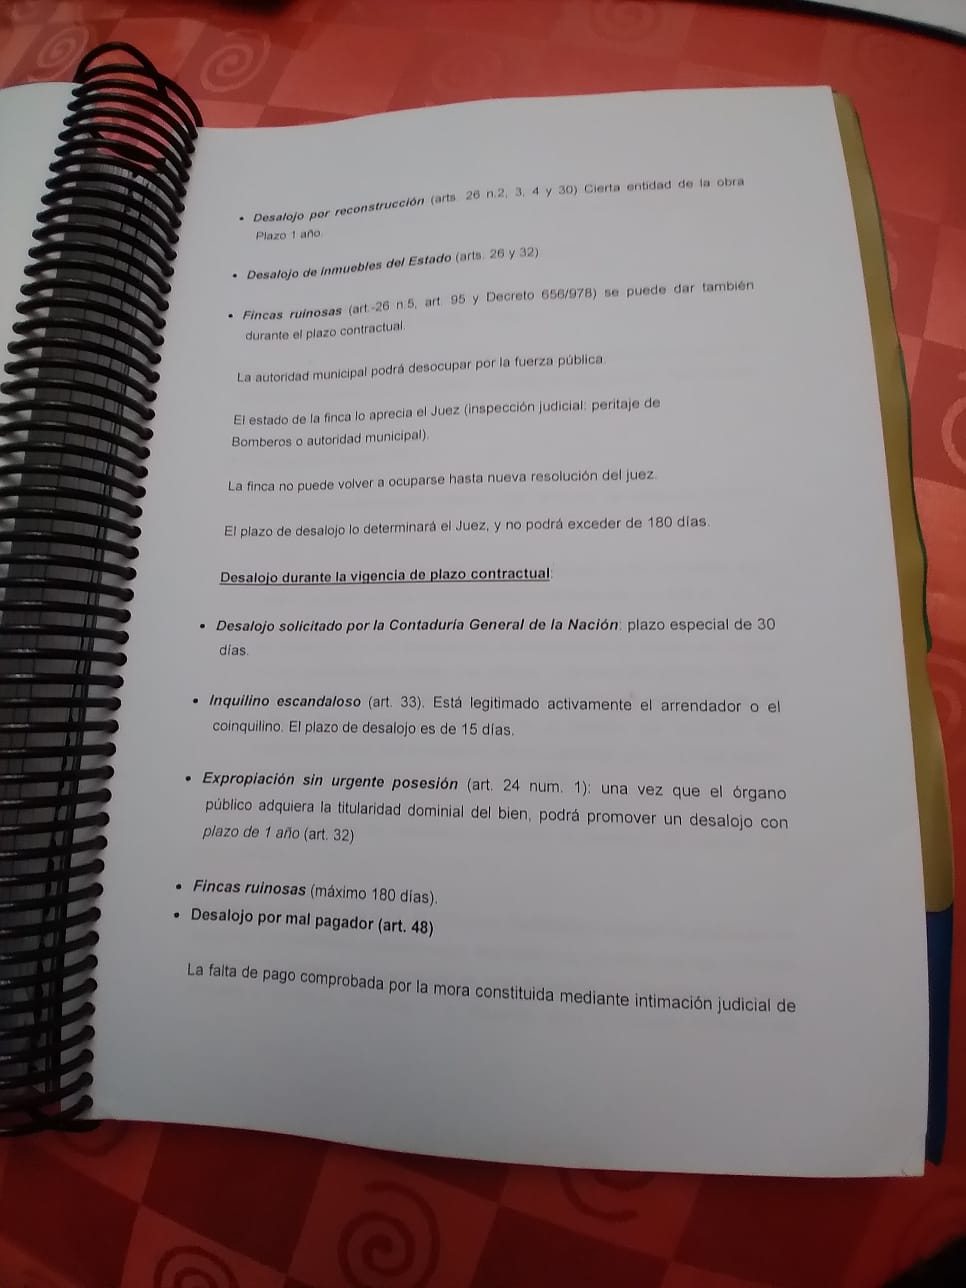 • Desalojo por reconstrucción (arts. 26 n.2, 3, 4 y 30) Cierta entidad de la obra
Plazo 1 año.
• Desalojo de inmuebles del Estado (arts. 26 y 32)
• Fincas ruinosas (art.-26 n.5, art. 95 y Decreto 656/978) se puede dar también
durante el plazo contractual.
La autoridad municipal podrá desocupar por la fuerza pública.
El estado de la finca lo aprecia el Juez (inspección judicial: peritaje de
Bomberos o autoridad municipal).
La finca no puede volver a ocuparse hasta nueva resolución del juez.
El plazo de desalojo lo determinará el Juez, y no podrá exceder de 180 días.
Desalojo durante la vigencia de plazo contractual:
• Desalojo solicitado por la Contaduría General de la Nación: plazo especial de 30
días.
• Inquilino escandaloso (art. 33). Está legitimado activamente el arrendador o el
coinquilino. El plazo de desalojo es de 15 días.
• Expropiación sin urgente posesión (art. 24 num. 1): una vez que el órgano
público adquiera la titularidad dominial del bien, podrá promover un desalojo con
plazo de 1 año (art. 32)
• Fincas ruinosas (máximo 180 días).
• Desalojo por mal pagador (art. 48)
La falta de pago comprobada por la mora constituida mediante intimación judicial de